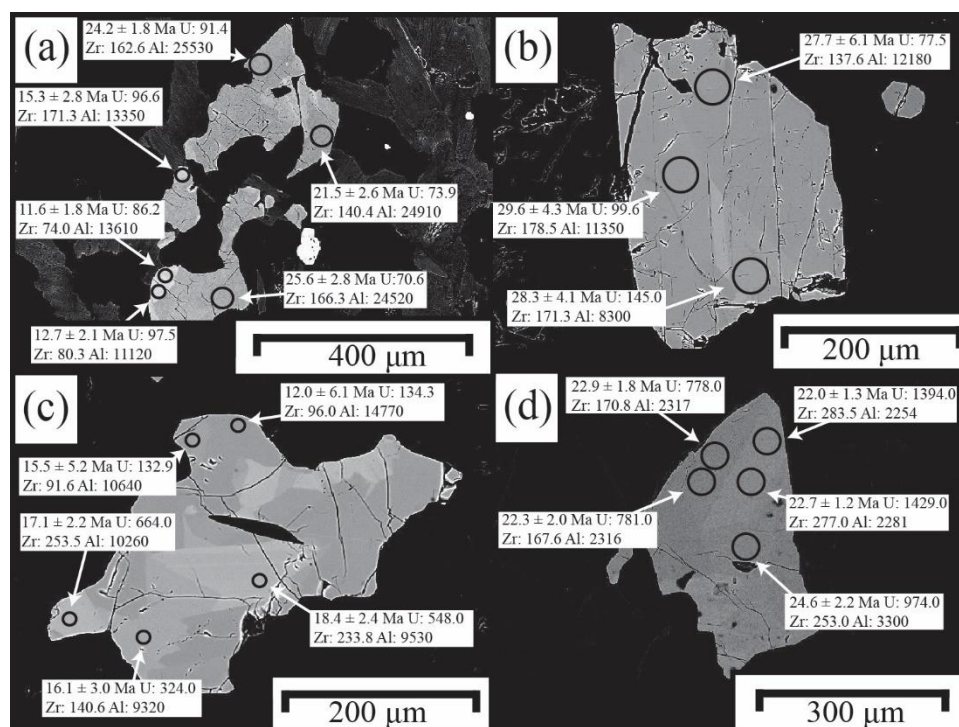 (a)
24.2 ± 1.8 Ma U: 91.4
Zr: 162.6 Al: 25530
15.3 ± 2.8 Ma U: 96.6
Zr: 171.3 Al: 13350
21.5 ± 2.6 Ma U: 73.9
Zr: 140.4 Al: 24910
11.6 ± 1.8 Ma U: 86.2
Zr: 74.0 Al: 13610
25.6 ± 2.8 Ma U:70.6
Zr: 166.3 Al: 24520
12.7 ± 2.1 Ma U: 97.5
Zr: 80.3 Al: 11120
400 μm
(b)
27.7 ± 6.1 Ma U: 77.5
Zr: 137.6 Al: 12180
29.6 ± 4.3 Ma U: 99.6
Zr: 178.5 Al: 11350
28.3 ± 4.1 Ma U: 145.0
Zr: 171.3 Al: 8300
200 μm
(c)
12.0 ± 6.1 Ma U: 134.3
Zr: 96.0 Al: 14770
15.5 ± 5.2 Ma U: 132.9
Zr: 91.6 Al: 10640
17.1 ± 2.2 Ma U: 664.0
Zr: 253.5 Al: 10260
18.4 ± 2.4 Ma U: 548.0
Zr: 233.8 Al: 9530
16.1 ± 3.0 Ma U: 324.0
Zr: 140.6 Al: 9320
200 μm
(d)
22.9 ± 1.8 Ma U: 778.0
Zr: 170.8 Al: 2317
22.0 ± 1.3 Ma U: 1394.0
Zr: 283.5 Al: 2254
22.3 ± 2.0 Ma U: 781.0
Zr: 167.6 Al: 2316
22.7 ± 1.2 Ma U: 1429.0
Zr: 277.0 Al: 2281
24.6 ± 2.2 Ma U: 974.0
Zr: 253.0 Al: 3300
300 μm